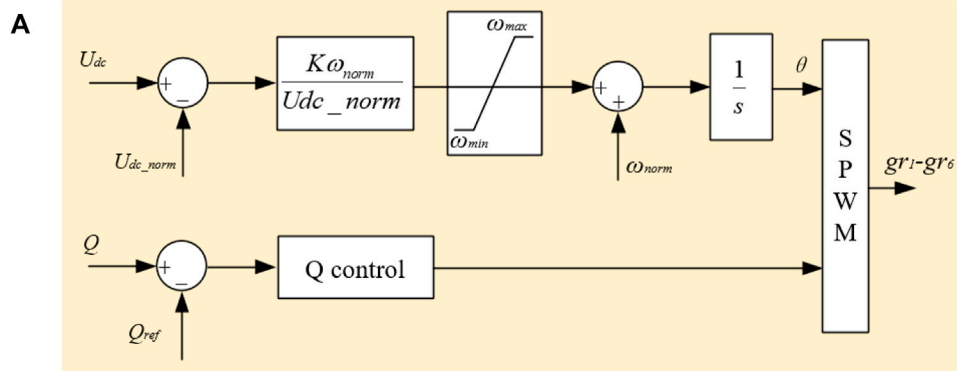 A
ωmax
Udc
+
−
Kωnorm
Udc_norm
ωmin
+
+
1
s
θ
Udc_norm
ωnorm
S
P
W
M
gr1-gr6
Q
+
−
Q control
Qref